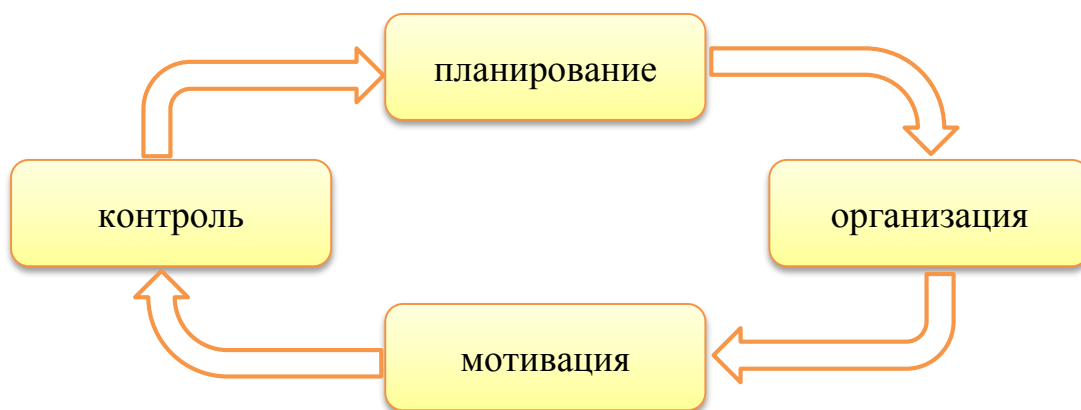 планирование
контроль
организация
мотивация